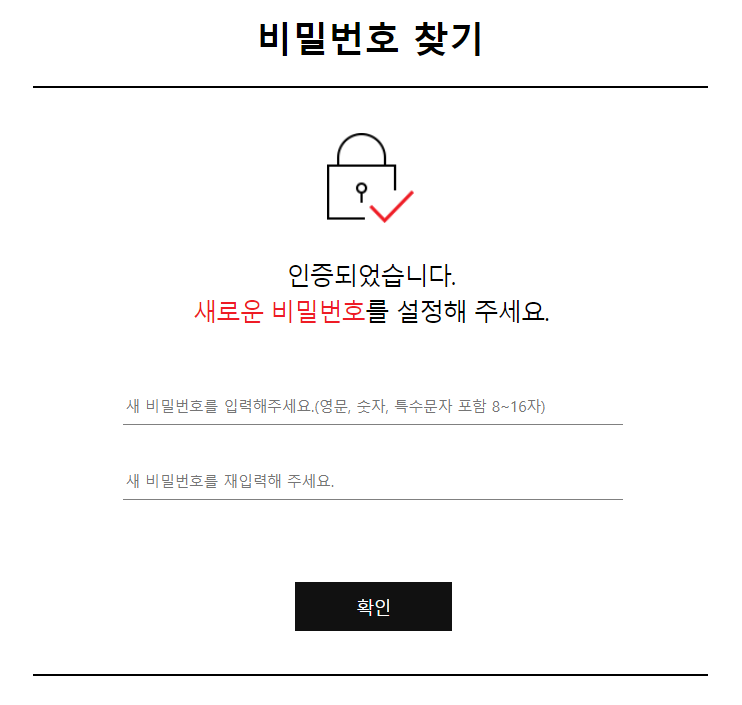 비밀번호 찾기
인증되었습니다.
새로운 비밀번호를 설정해 주세요.
새 비밀번호를 입력해주세요.(영문, 숫자, 특수문자 포함 8~16자)
새 비밀번호를 재입력해 주세요.
확인